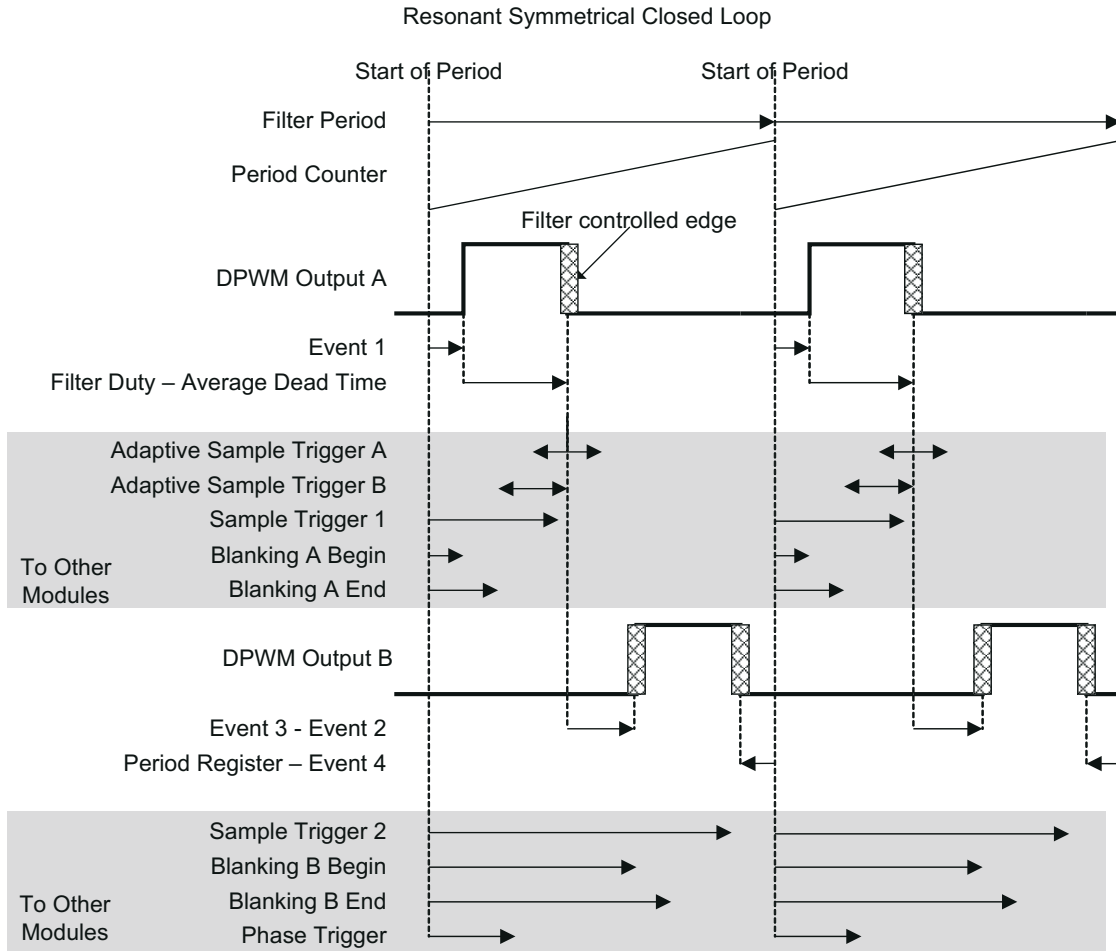 Resonant Symmetrical Closed Loop
Start of Period
Start of Period
Filter Period
Period Counter
Filter controlled edge
DPWM Output A
Event 1
Filter Duty – Average Dead Time
Adaptive Sample Trigger A
Adaptive Sample Trigger B
Sample Trigger 1
Blanking A Begin
To Other
Modules
Blanking A End
DPWM Output B
Event 3 - Event 2
Period Register – Event 4
Sample Trigger 2
Blanking B Begin
Blanking B End
To Other
Modules
Phase Trigger